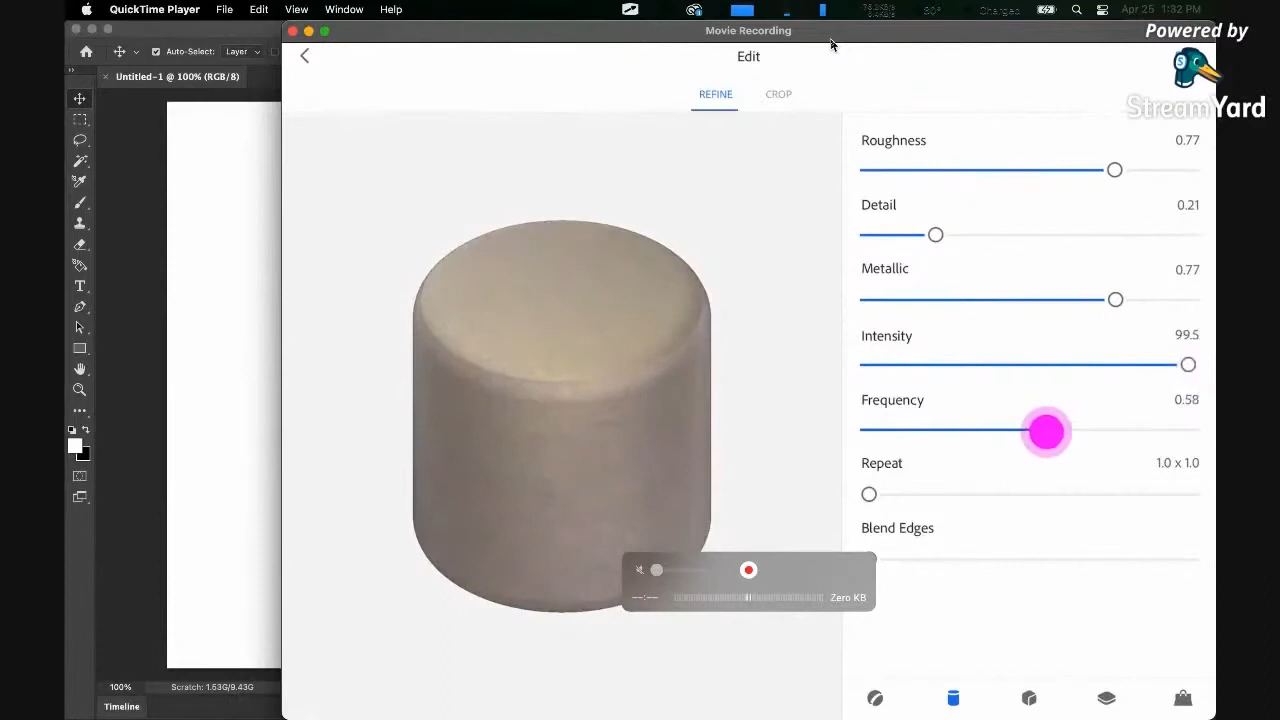 QuickTime Player File Edit View Window Help
Charged Apr 25 1:32 PM
Powered by
StreamYard
Movie Recording
Auto-Select: Layer
Edit
Untitled-1 @ 100% (RGB/8)
REFINE CROP
Roughness 0.77
Detail 0.21
Metallic 0.77
Intensity 99.5
Frequency 0.58
Repeat 1.0 x 1.0
Blend Edges
--:-- Zero KB
100% Scratch: 1.53G/9.43G
Timeline